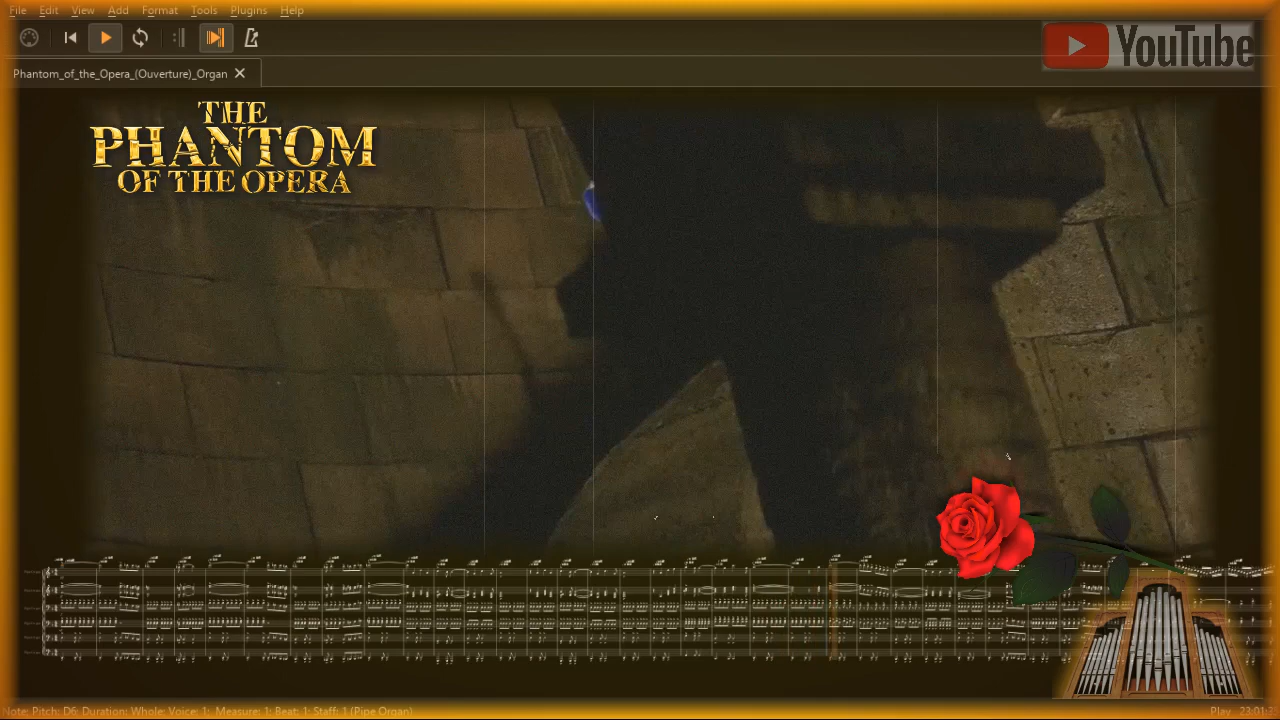 File Edit View Add Format Tools Plugins Help
YouTube
Phantom_of_the_Opera_(Ouverture)_Organ
THE
PHANTOM
OF THE OPERA
Note; Pitch: D6; Duration: Whole; Voice: 1; Measure: 1; Beat: 1; Staff: 1 (Pipe Organ)
Play